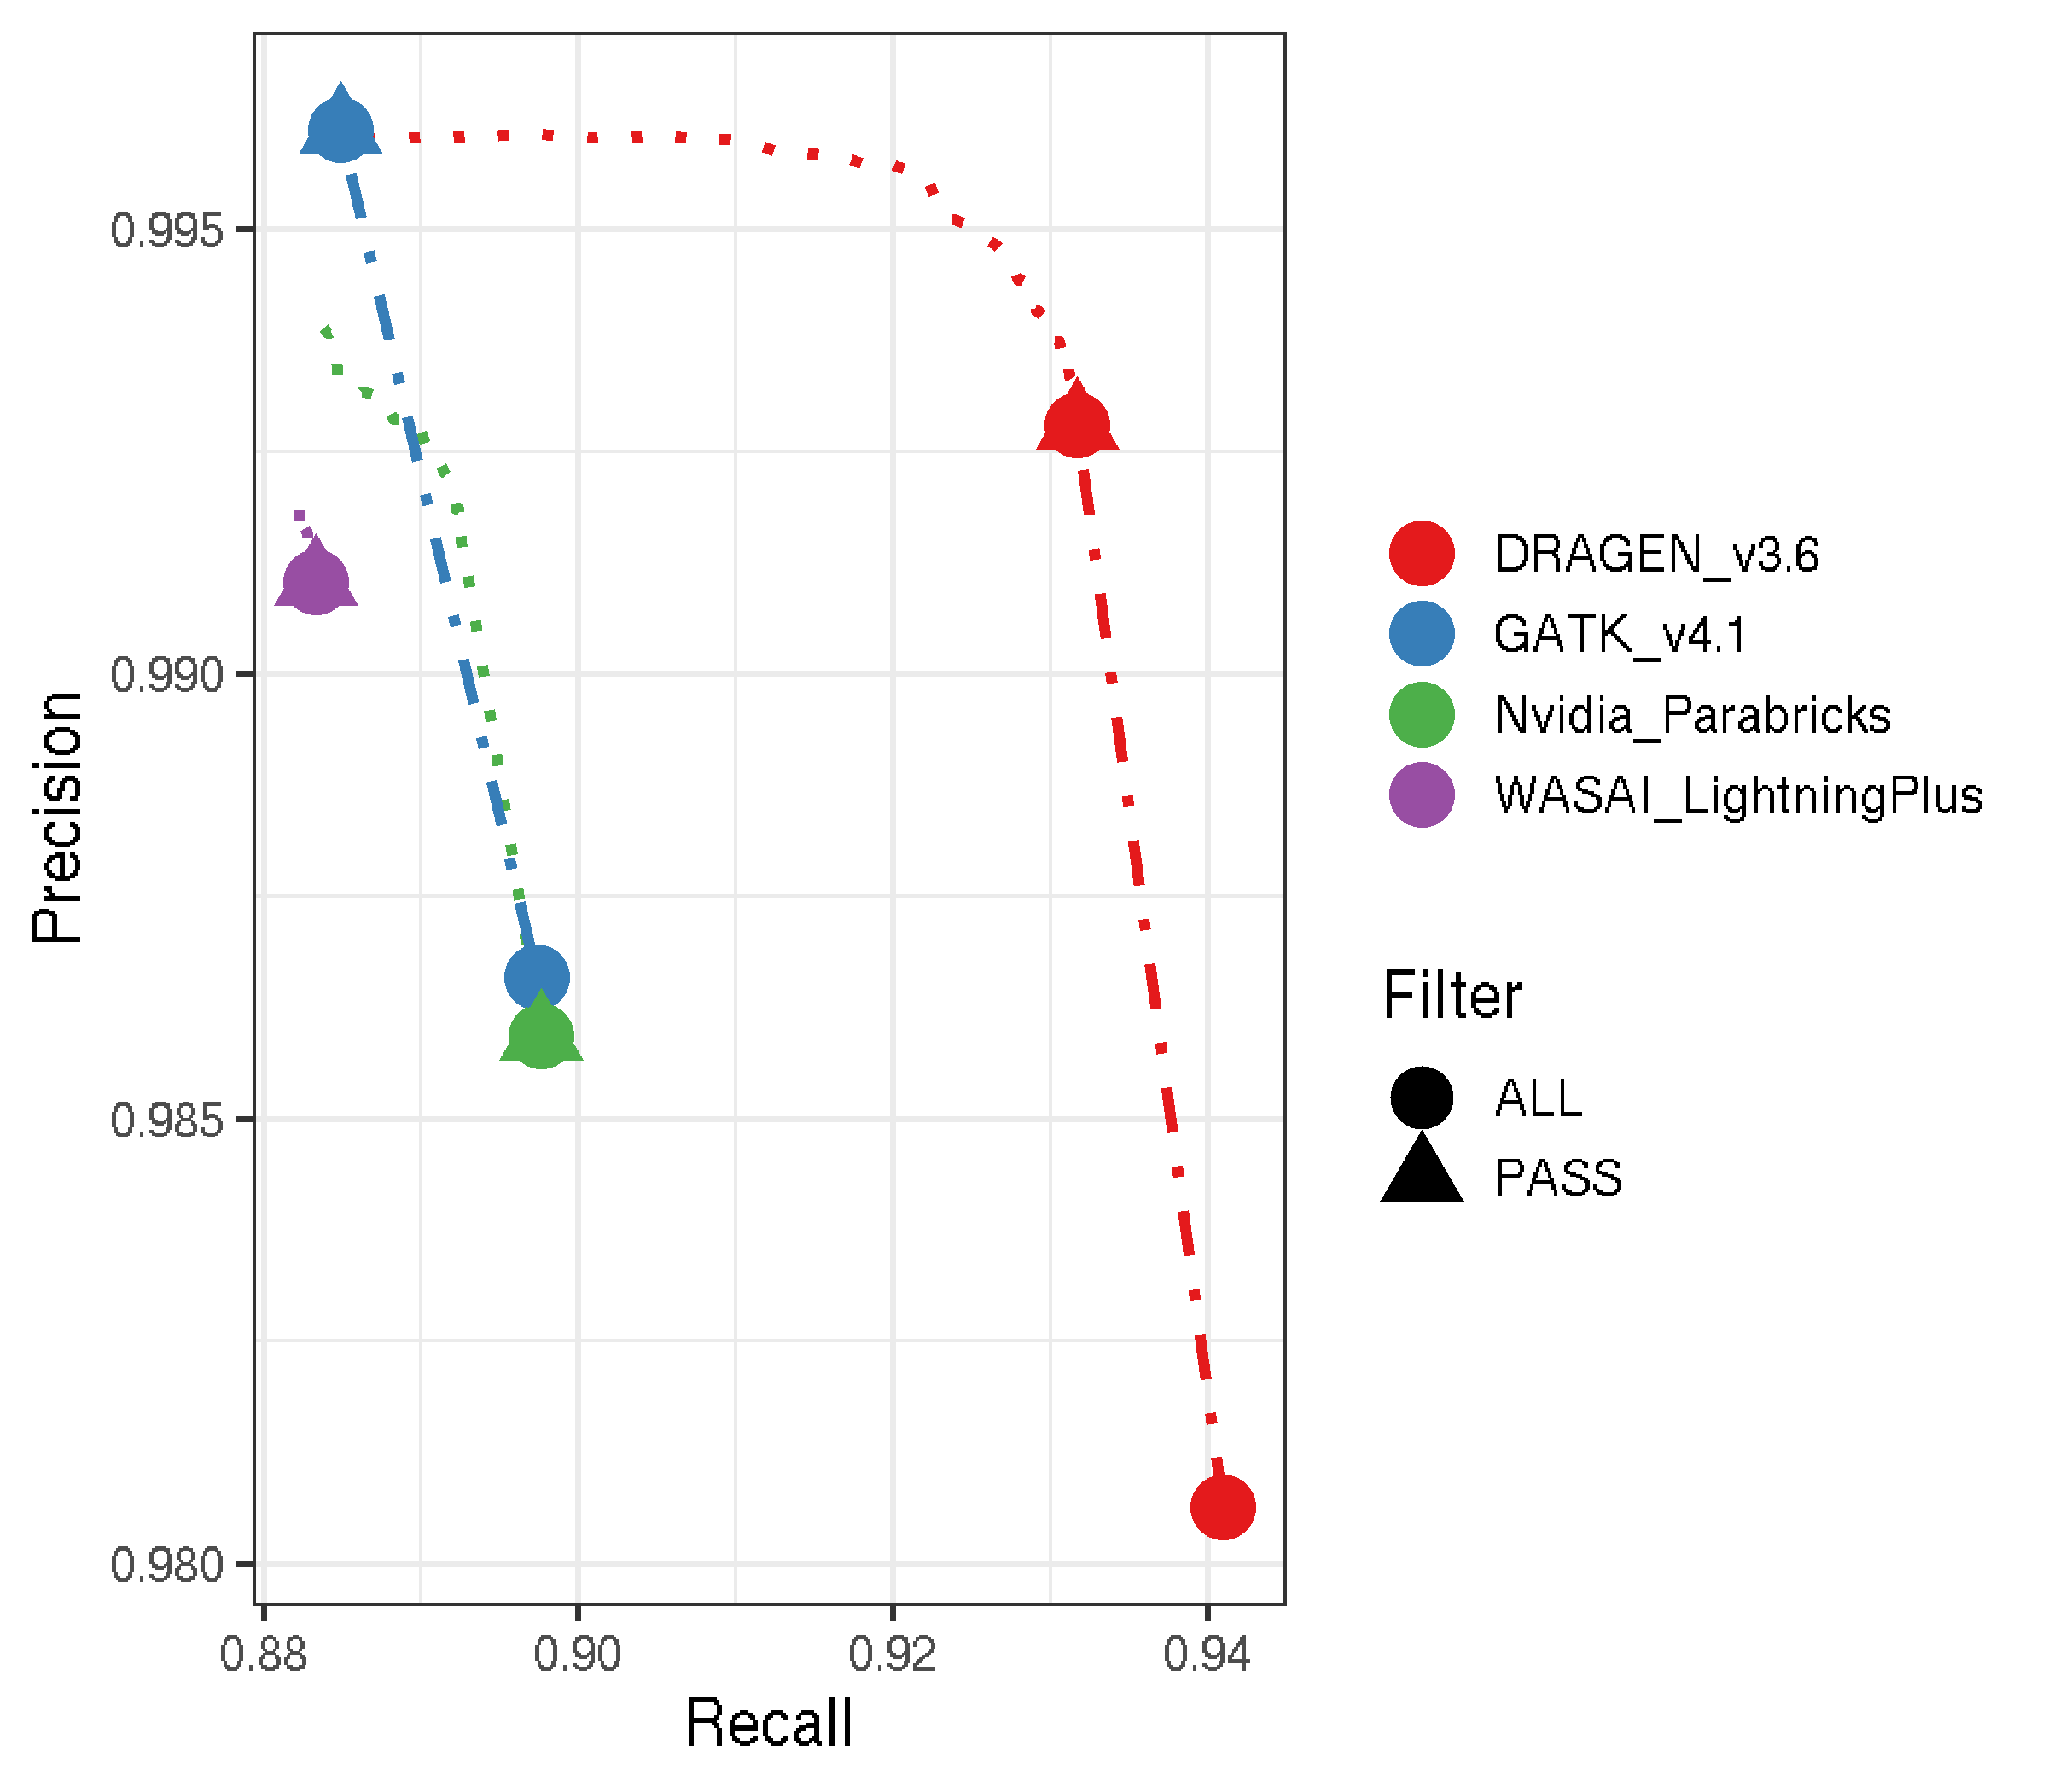 Precision
0.995
0.990
0.985
0.980
0.88 0.90 0.92 0.94
Recall
DRAGEN_v3.6
GATK_v4.1
Nvidia_Parabricks
WASAI_LightningPlus
Filter
ALL
PASS